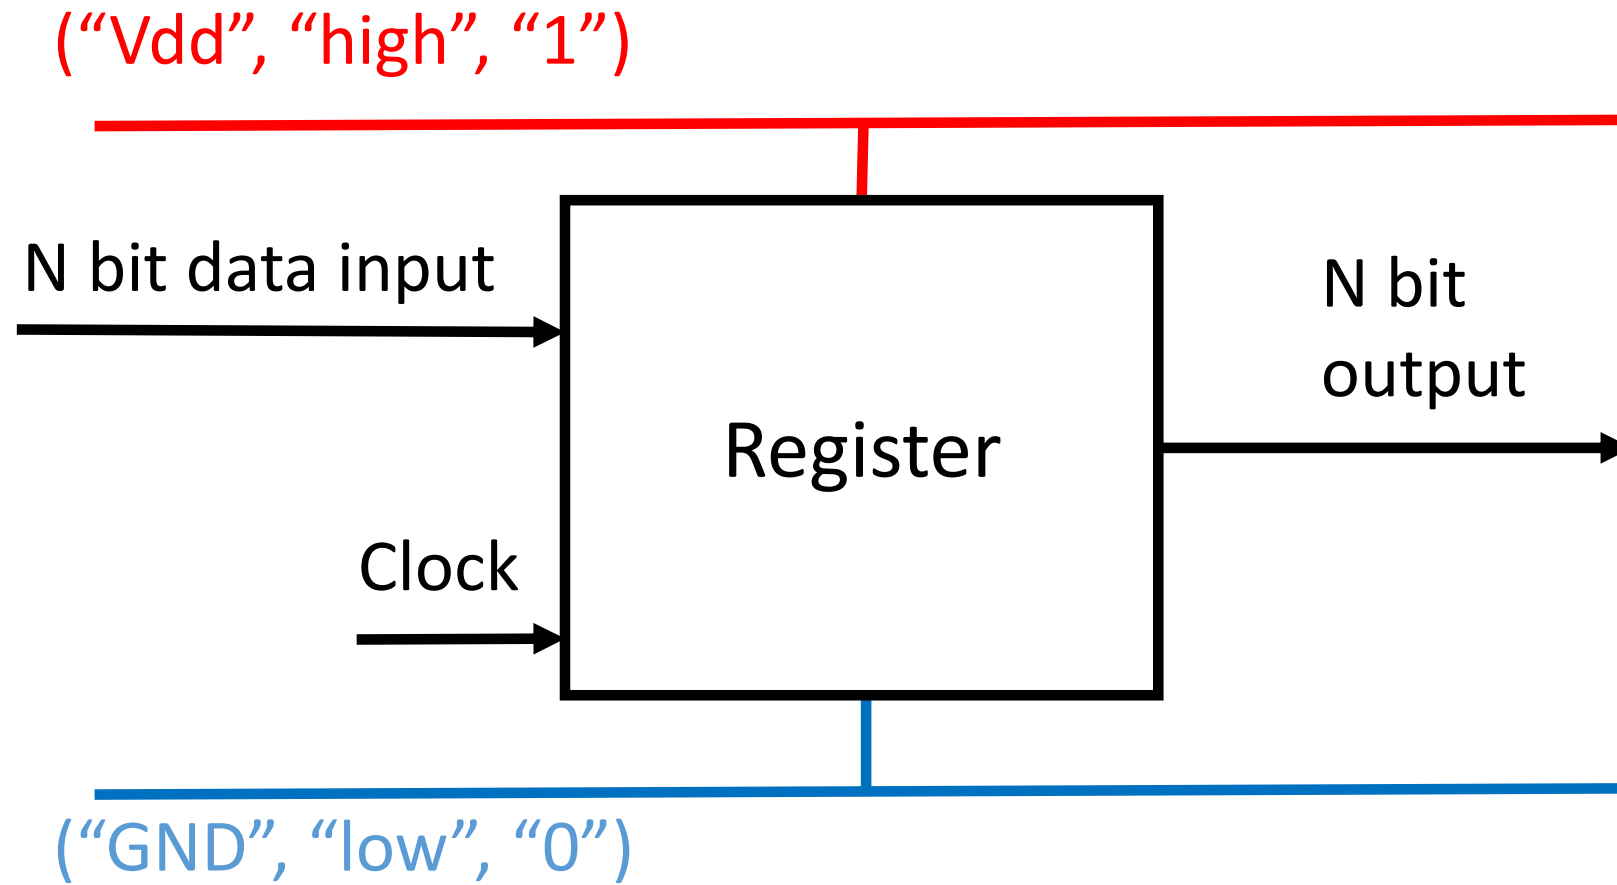 (“Vdd”, “high”, “1”)
N bit data input
N bit
output
Register
Clock
(“GND”, “low”, “0”)